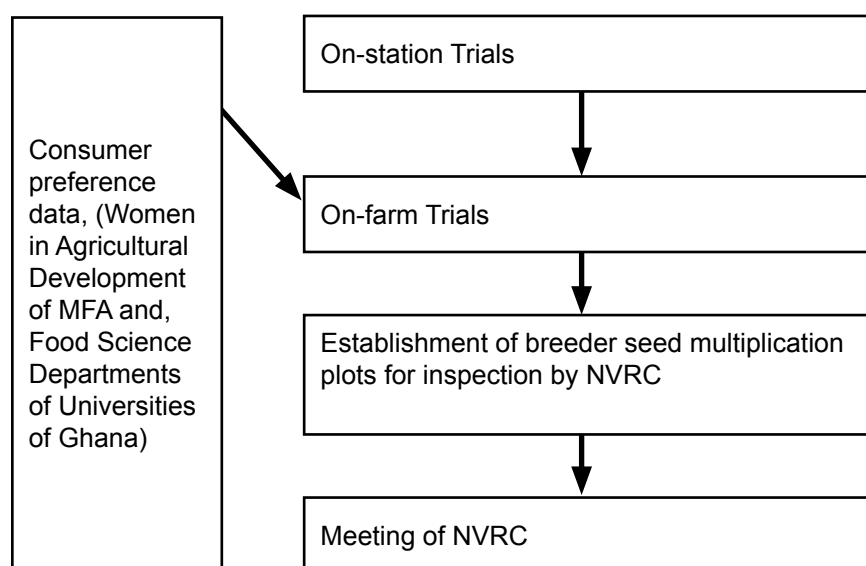 On-station Trials
Consumer
preference
data, (Women
in Agricultural
Development
of MFA and,
Food Science
Departments
of Universities
of Ghana)
On-farm Trials
Establishment of breeder seed multiplication
plots for inspection by NVRC
Meeting of NVRC